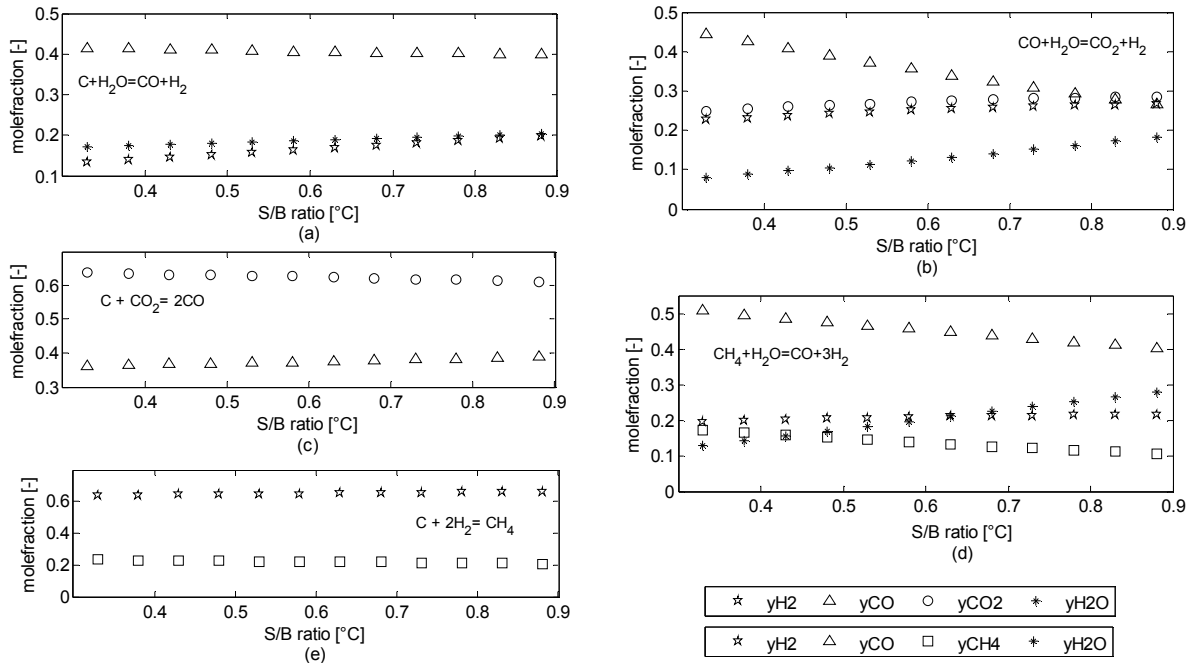 molefraction [-]
0.5
0.4
0.3
0.2
0.1
C+H2O=CO+H2
0.4 0.5 0.6 0.7 0.8 0.9
S/B ratio [°C]
(a)
molefraction [-]
0.5
0.4
0.3
0.2
0.1
0
CO+H2O=CO2+H2
0.4 0.5 0.6 0.7 0.8 0.9
S/B ratio [°C]
(b)
molefraction [-]
0.6
0.5
0.4
0.3
C + CO2= 2CO
0.4 0.5 0.6 0.7 0.8 0.9
S/B ratio [°C]
(c)
molefraction [-]
0.5
0.4
0.3
0.2
0.1
0
CH4+H2O=CO+3H2
0.4 0.5 0.6 0.7 0.8 0.9
S/B ratio [°C]
(d)
molefraction [-]
0.6
0.4
0.2
0
C + 2H2= CH4
0.4 0.5 0.6 0.7 0.8 0.9
S/B ratio [°C]
(e)
yH2 yCO yCO2 yH2O
yH2 yCO yCH4 yH2O